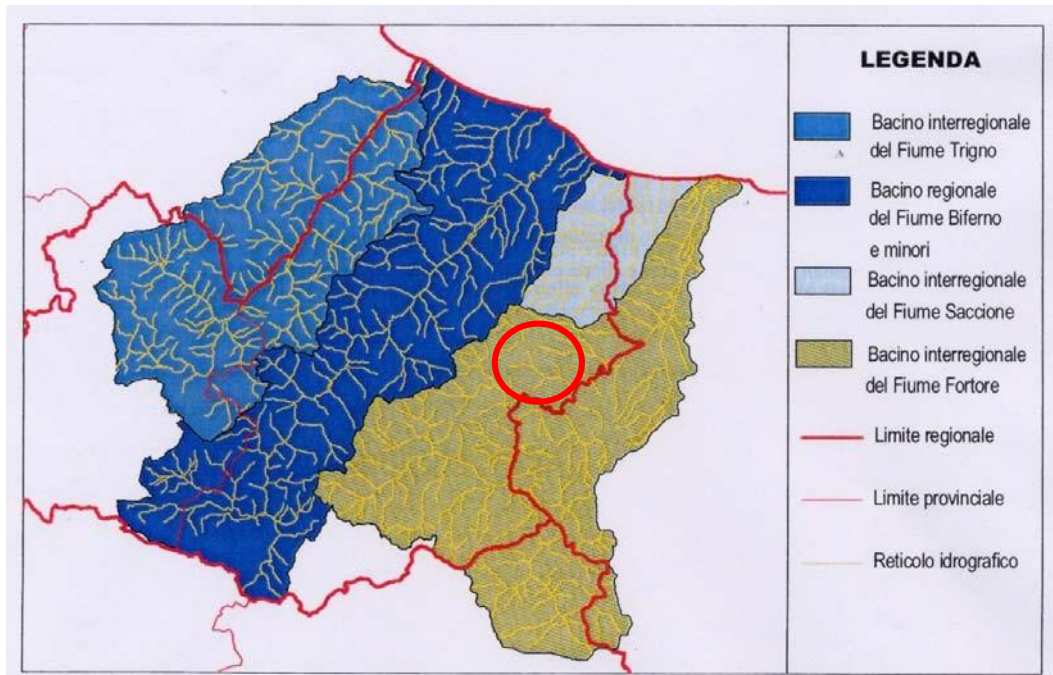 LEGENDA
Bacino interregionale
del Fiume Trigno
Bacino regionale
del Fiume Biferno
e minori
Bacino interregionale
del Fiume Saccione
Bacino interregionale
del Fiume Fortore
Limite regionale
Limite provinciale
Reticolo idrografico